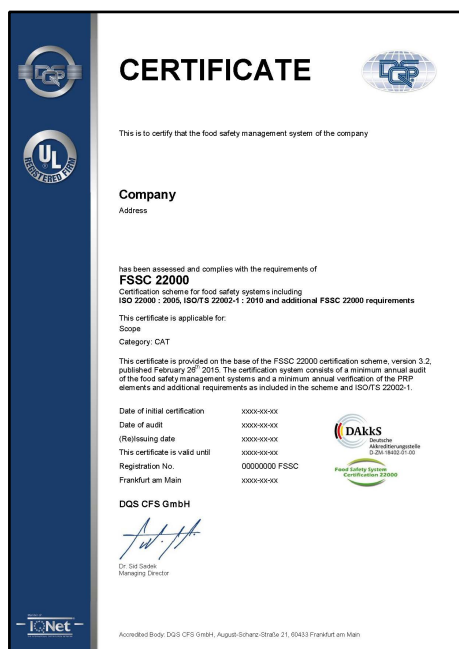 DQS
CERTIFICATE
DQS
This is to certify that the food safety management system of the company
UL
REGISTERED FIRM
Company
Address
has been assessed and complies with the requirements of
FSSC 22000
Certification scheme for food safety systems including
ISO 22000 : 2005, ISO/TS 22002-1 : 2010 and additional FSSC 22000 requirements
This certificate is applicable for:
Scope
Category: CAT
This certificate is provided on the base of the FSSC 22000 certification scheme, version 3.2,
published February 26th 2015. The certification system consists of a minimum annual audit
of the food safety management systems and a minimum annual verification of the PRP
elements and additional requirements as included in the scheme and ISO/TS 22002-1.
Date of initial certification xxxx-xx-xx
Date of audit xxxx-xx-xx
(Re)Issuing date xxxx-xx-xx
This certificate is valid until xxxx-xx-xx
Registration No. 00000000 FSSC
Frankfurt am Main xxxx-xx-xx
DAkkS
Deutsche
Akkreditierungsstelle
D-ZM-18402-01-00
Food Safety System
Certification 22000
DQS CFS GmbH
Dr. Sid Sadek
Managing Director
IQNet
Accredited Body: DQS CFS GmbH, August-Schanz-Straße 21, 60433 Frankfurt am Main